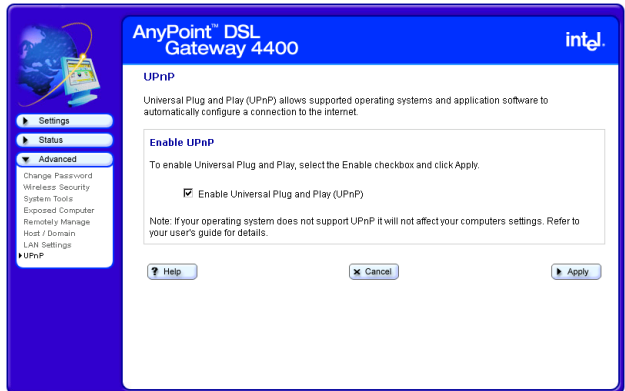 AnyPoint™ DSL
Gateway 4400
intel.
Settings
Status
Advanced
Change Password
Wireless Security
System Tools
Exposed Computer
Remotely Manage
Host / Domain
LAN Settings
UPnP
UPnP
Universal Plug and Play (UPnP) allows supported operating systems and application software to
automatically configure a connection to the internet.
Enable UPnP
To enable Universal Plug and Play, select the Enable checkbox and click Apply.
Enable Universal Plug and Play (UPnP)
Note: If your operating system does not support UPnP it will not affect your computers settings. Refer to
your user's guide for details.
? Help
Cancel
Apply